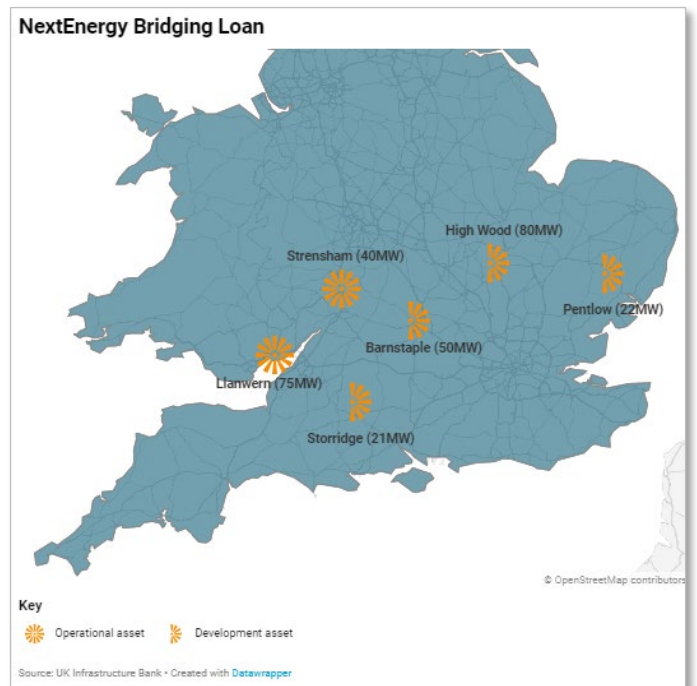 NextEnergy Bridging Loan
High Wood (80MW)
Strensham (40MW)
Pentlow (22MW)
Barnstaple (50MW)
Llanwern (75MW)
Storridge (21MW)
© OpenStreetMap contributors
Key
Operational asset Development asset
Source: UK Infrastructure Bank • Created with Datawrapper